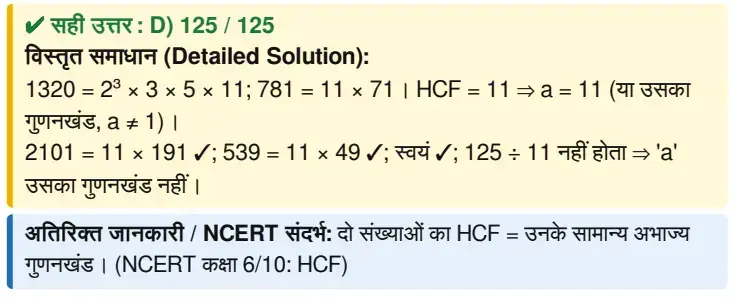 ✔ सही उत्तर : D) 125 / 125
विस्तृत समाधान (Detailed Solution):
1320 = 2³ × 3 × 5 × 11; 781 = 11 × 71 । HCF = 11 ⇒ a = 11 (या उसका
गुणनखंड, a ≠ 1) ।
2101 = 11 × 191 ✓; 539 = 11 × 49 ✓; स्वयं ✓; 125 ÷ 11 नहीं होता ⇒ 'a'
उसका गुणनखंड नहीं ।
अतिरिक्त जानकारी / NCERT संदर्भ: दो संख्याओं का HCF = उनके सामान्य अभाज्य
गुणनखंड । (NCERT कक्षा 6/10: HCF)